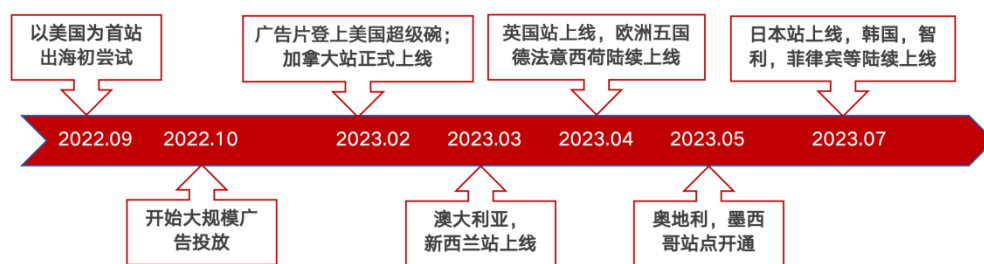 以美国为首站
出海初尝试
广告片登上美国超级碗；
加拿大站正式上线
英国站上线，欧洲五国
德法意西荷陆续上线
日本站上线，韩国，智
利，菲律宾等陆续上线
2022.09
2022.10
2023.02
2023.03
2023.04
2023.05
2023.07
开始大规模广
告投放
澳大利亚，
新西兰站上线
奥地利，墨西
哥站点开通